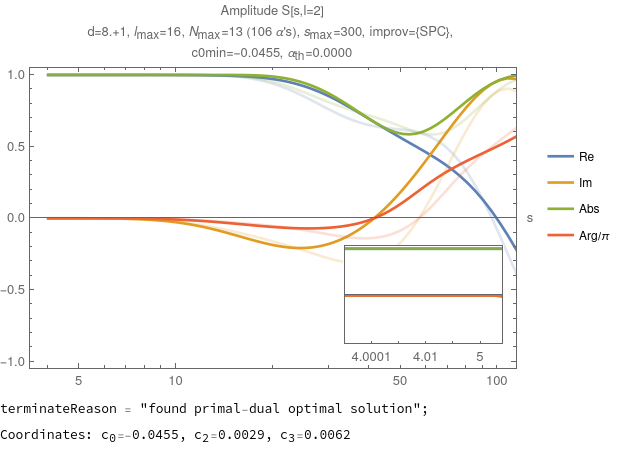 Amplitude S[s,l=2]
d=8.+1, lmax=16, Nmax=13 (106 α's), smax=300, improv={SPC},
c0min=−0.0455, αth=0.0000
1.0
0.5
0.0
−0.5
−1.0
s
5
10
50
100
4.0001
4.01
5
Re
Im
Abs
Arg/π
terminateReason = "found primal-dual optimal solution";
Coordinates: c0=-0.0455, c2=0.0029, c3=0.0062